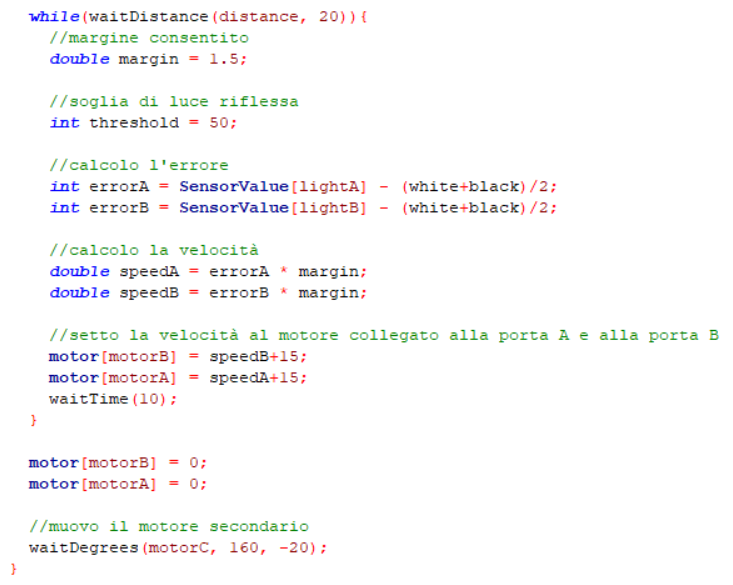 while(waitDistance(distance, 20)){
//margine consentito
double margin = 1.5;
//soglia di luce riflessa
int threshold = 50;
//calcolo l'errore
int errorA = SensorValue[lightA] - (white+black)/2;
int errorB = SensorValue[lightB] - (white+black)/2;
//calcolo la velocità
double speedA = errorA * margin;
double speedB = errorB * margin;
//setto la velocità al motore collegato alla porta A e alla porta B
motor[motorB] = speedB+15;
motor[motorA] = speedA+15;
waitTime(10);
}
motor[motorB] = 0;
motor[motorA] = 0;
//muovo il motore secondario
waitDegrees(motorC, 160, -20);
}